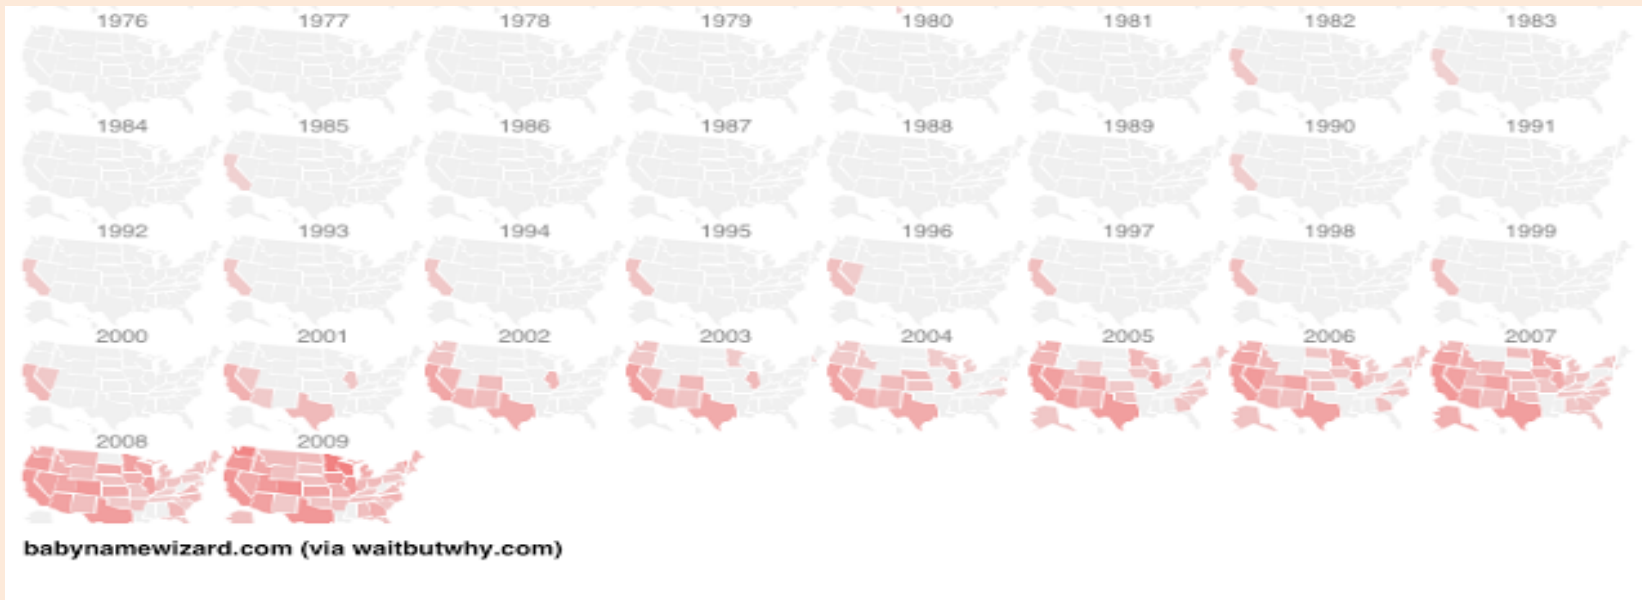 1976 1977 1978 1979 1980 1981 1982 1983
1984 1985 1986 1987 1988 1989 1990 1991
1992 1993 1994 1995 1996 1997 1998 1999
2000 2001 2002 2003 2004 2005 2006 2007
2008 2009
babynamewizard.com (via waitbutwhy.com)